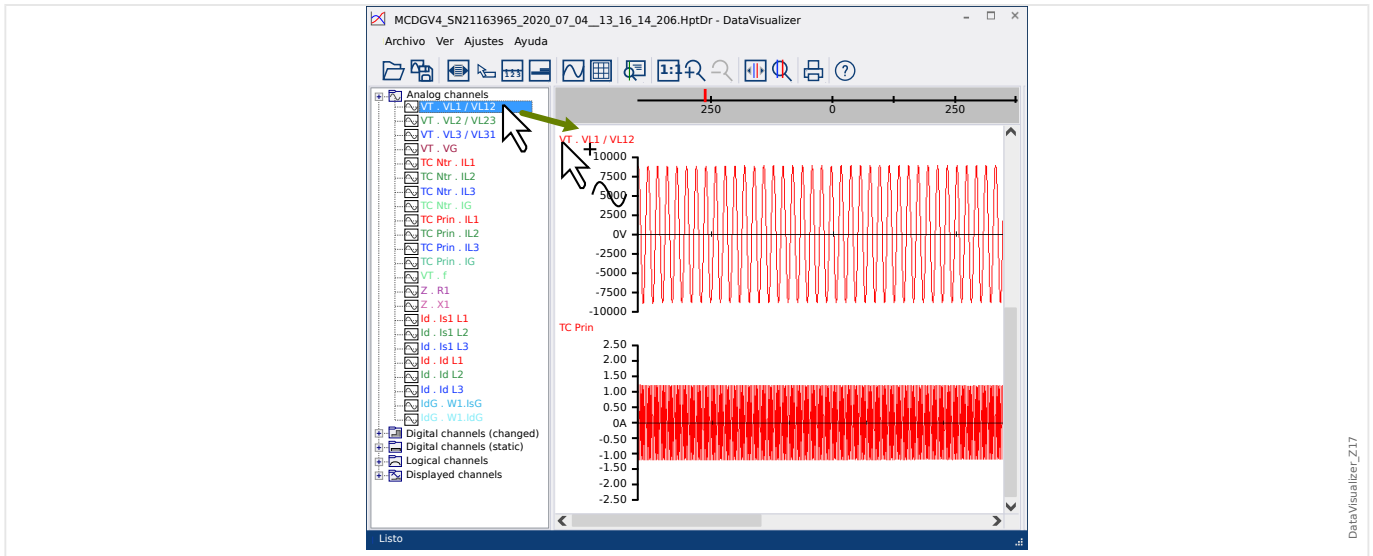 MCDGV4_SN21163965_2020_07_04__13_16_14_206.HptDr - DataVisualizer
Archivo Ver Ajustes Ayuda
123
1:1
?
Analog channels
VT . VL1 / VL12
VT . VL2 / VL23
VT . VL3 / VL31
VT . VG
TC Ntr . IL1
TC Ntr . IL2
TC Ntr . IL3
TC Ntr . IG
TC Prin . IL1
TC Prin . IL2
TC Prin . IL3
TC Prin . IG
VT . f
Z . R1
Z . X1
Id . Is1 L1
Id . Is1 L2
Id . Is1 L3
Id . Id L1
Id . Id L2
Id . Id L3
IdG . W1.IsG
IdG . W1.IdG
Digital channels (changed)
Digital channels (static)
Logical channels
Displayed channels
250 0 250
VT . VL1 / VL12
10000
7500
5000
2500
0V
-2500
-5000
-7500
-10000
TC Prin
2.50
2.00
1.50
1.00
0.50
0A
-0.50
-1.00
-1.50
-2.00
-2.50
Listo
DataVisualizer_Z17